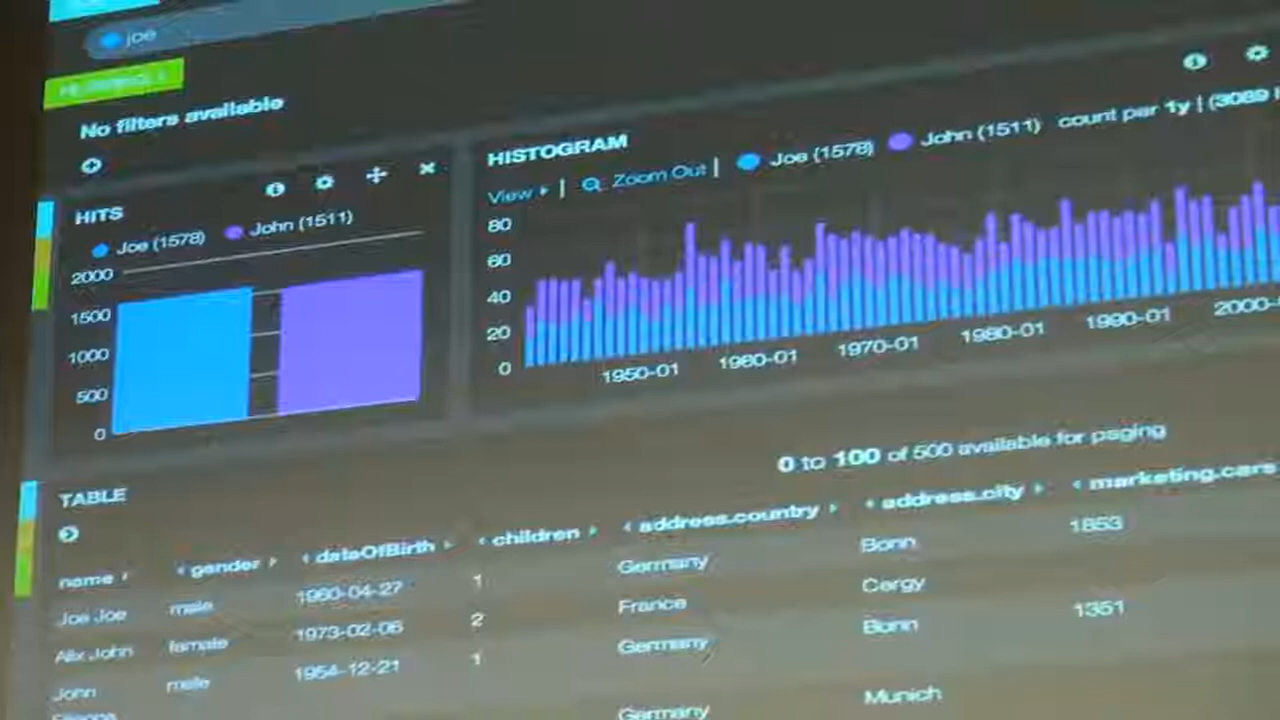 joe
No filters available
HITS
Joe (1578) John (1511)
2000
1500
1000
500
0
HISTOGRAM
View | Zoom Out | Joe (1578) John (1511) count per 1y | (3089
80
60
40
20
0
1950-01 1960-01 1970-01 1980-01 1990-01 2000-
TABLE
0 to 100 of 500 available for paging
name gender dateOfBirth children address.country address.city marketing.cars
Joe Joe male 1960-04-27 1 Germany Bonn 1853
Alix John female 1973-02-06 2 France Cergy
John male 1954-12-21 1 Germany Bonn 1351
Germany Munich